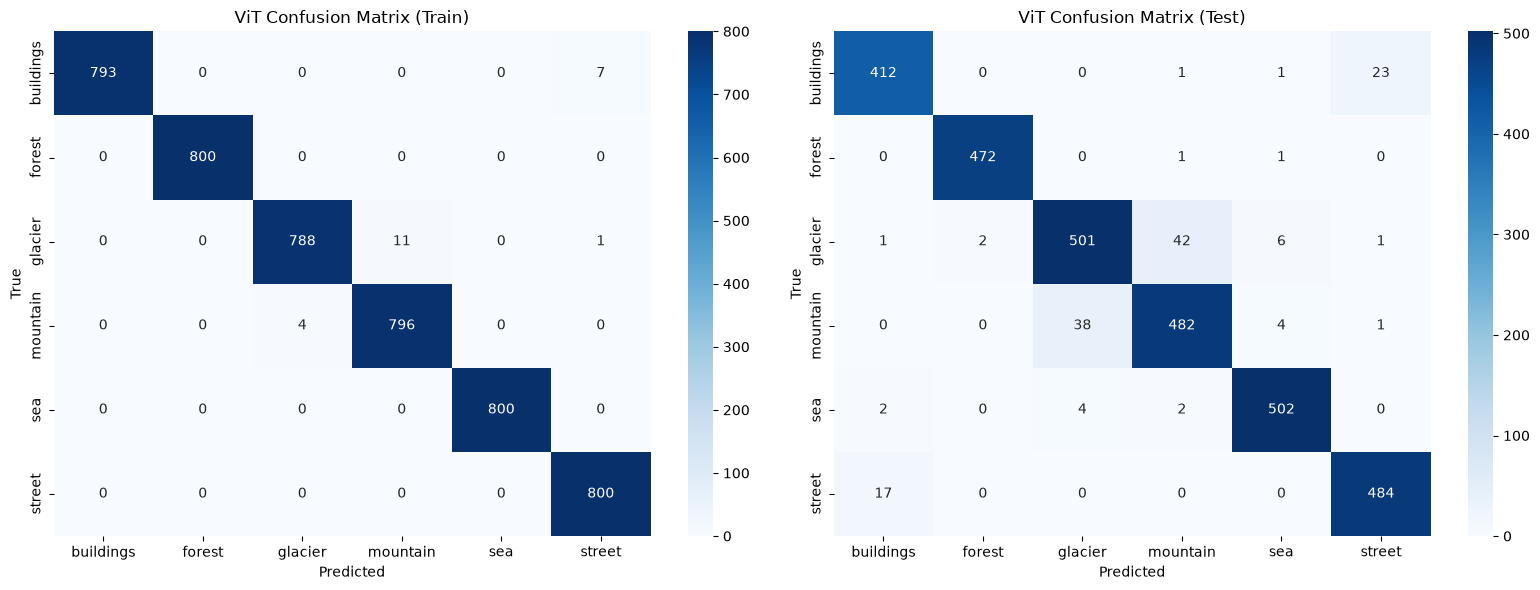 ViT Confusion Matrix (Train)
buildings 793 0 0 0 0 7
forest 0 800 0 0 0 0
glacier 0 0 788 11 0 1
mountain 0 0 4 796 0 0
sea 0 0 0 0 800 0
street 0 0 0 0 0 800
True
buildings forest glacier mountain sea street
Predicted
800
700
600
500
400
300
200
100
0
ViT Confusion Matrix (Test)
buildings 412 0 0 1 1 23
forest 0 472 0 1 1 0
glacier 1 2 501 42 6 1
mountain 0 0 38 482 4 1
sea 2 0 4 2 502 0
street 17 0 0 0 0 484
True
buildings forest glacier mountain sea street
Predicted
500
400
300
200
100
0